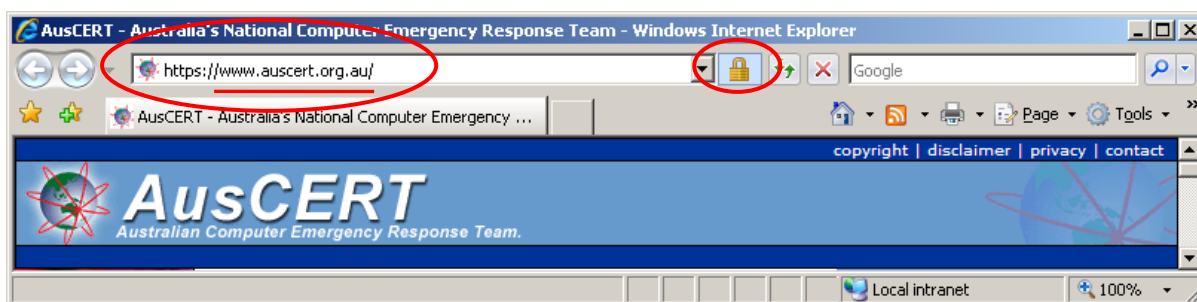 AusCERT - Australia's National Computer Emergency Response Team - Windows Internet Explorer
https://www.auscert.org.au/
Google
AusCERT - Australia's National Computer Emergency ...
Page
Tools
»
copyright | disclaimer | privacy | contact
AusCERT
Australian Computer Emergency Response Team.
Local intranet
100%